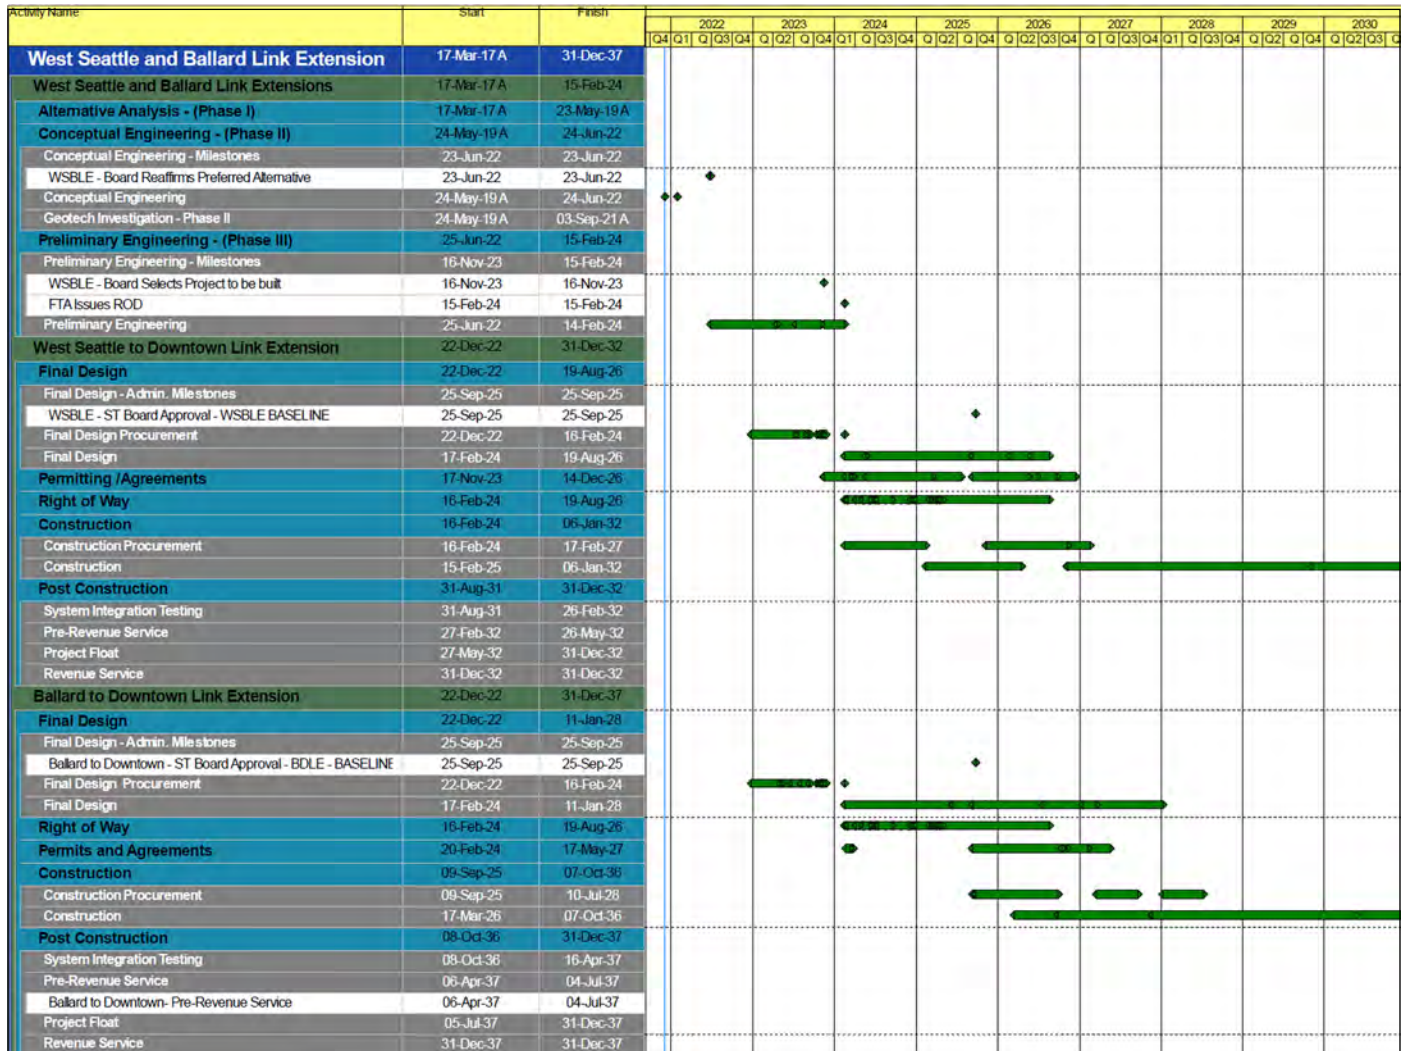 Activity Name Start Finish
2022 2023 2024 2025 2026 2027 2028 2029 2030
Q4 Q1 Q Q3 Q4 Q Q2 Q Q4 Q1 Q Q3 Q4 Q Q2 Q Q4 Q Q2 Q3 Q4 Q Q2 Q3 Q Q1 Q Q3 Q4 Q Q2 Q Q4 Q Q2 Q3 Q
West Seattle and Ballard Link Extension 17-Mar-17 A 31-Dec-37
West Seattle and Ballard Link Extensions 17-Mar-17 A 15-Feb-24
Alternative Analysis - (Phase I) 17-Mar-17 A 23-May-19 A
Conceptual Engineering - (Phase II) 24-May-19 A 24-Jun-22
Conceptual Engineering - Milestones 23-Jun-22 23-Jun-22
WSBLE - Board Reaffirms Preferred Alternative 23-Jun-22 23-Jun-22
Conceptual Engineering 24-May-19 A 24-Jun-22
Geotech Investigation - Phase II 24-May-19 A 03-Sep-21 A
Preliminary Engineering - (Phase III) 25-Jun-22 15-Feb-24
Preliminary Engineering - Milestones 16-Nov-23 15-Feb-24
WSBLE - Board Selects Project to be built 16-Nov-23 16-Nov-23
FTA Issues ROD 15-Feb-24 15-Feb-24
Preliminary Engineering 25-Jun-22 14-Feb-24
West Seattle to Downtown Link Extension 22-Dec-22 31-Dec-32
Final Design 22-Dec-22 19-Aug-26
Final Design - Admin. Milestones 25-Sep-25 25-Sep-25
WSBLE - ST Board Approval - WSBLE BASELINE 25-Sep-25 25-Sep-25
Final Design Procurement 22-Dec-22 16-Feb-24
Final Design 17-Feb-24 19-Aug-26
Permitting /Agreements 17-Nov-23 14-Dec-26
Right of Way 16-Feb-24 19-Aug-26
Construction 16-Feb-24 06-Jan-32
Construction Procurement 16-Feb-24 17-Feb-27
Construction 15-Feb-25 06-Jan-32
Post Construction 31-Aug-31 31-Dec-32
System Integration Testing 31-Aug-31 26-Feb-32
Pre-Revenue Service 27-Feb-32 26-May-32
Project Float 27-May-32 31-Dec-32
Revenue Service 31-Dec-32 31-Dec-32
Ballard to Downtown Link Extension 22-Dec-22 31-Dec-37
Final Design 22-Dec-22 11-Jan-28
Final Design - Admin. Milestones 25-Sep-25 25-Sep-25
Ballard to Downtown - ST Board Approval - BDLE - BASELINE 25-Sep-25 25-Sep-25
Final Design Procurement 22-Dec-22 16-Feb-24
Final Design 17-Feb-24 11-Jan-28
Right of Way 16-Feb-24 19-Aug-26
Permits and Agreements 20-Feb-24 17-May-27
Construction 09-Sep-25 07-Oct-36
Construction Procurement 09-Sep-25 10-Jul-28
Construction 17-Mar-26 07-Oct-36
Post Construction 08-Oct-36 31-Dec-37
System Integration Testing 08-Oct-36 16-Apr-37
Pre-Revenue Service 06-Apr-37 04-Jul-37
Ballard to Downtown- Pre-Revenue Service 06-Apr-37 04-Jul-37
Project Float 05-Jul-37 31-Dec-37
Revenue Service 31-Dec-37 31-Dec-37